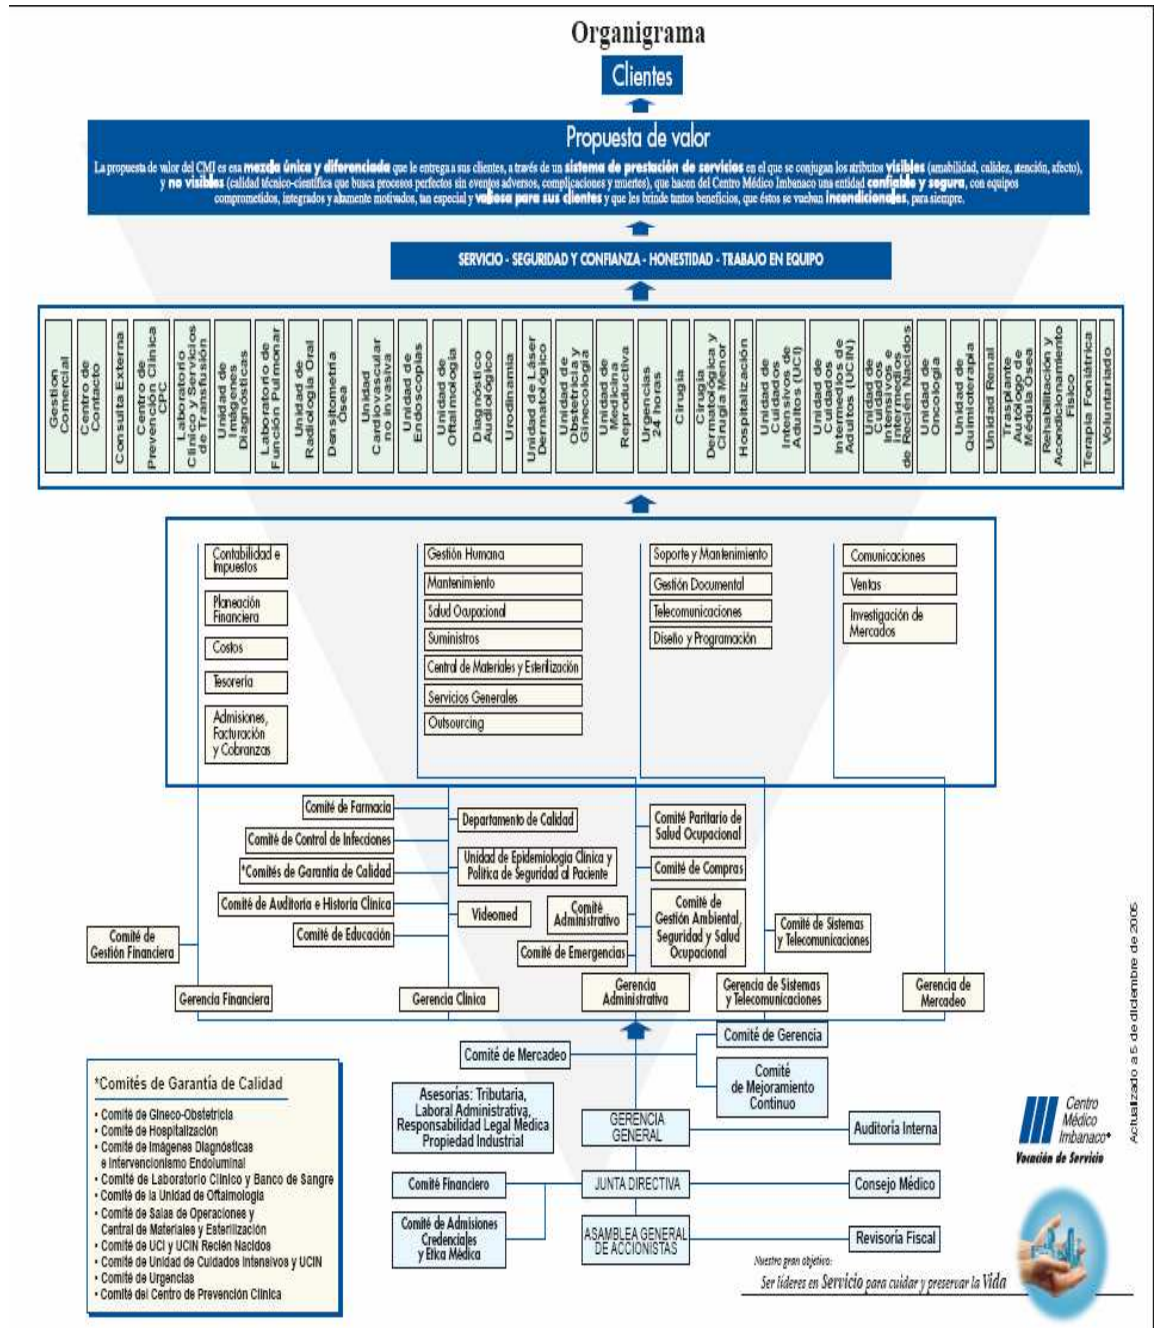 Organigrama
Clientes
Propuesta de valor
La propuesta de valor del CMI es esa mezcla única y diferenciada que le entrega a sus clientes, a través de un sistema de prestación de servicios en el que se conjugan los atributos visibles (amabilidad, calidez, atención, afecto),
y no visibles (calidad técnico-científica que busca procesos perfectos sin eventos adversos, complicaciones y muertes), que hacen del Centro Médico Imbanaco una entidad confiable y segura, con equipos
comprometidos, integrados y altamente motivados, tan especial y valiosa para sus clientes y que les brinde tantos beneficios, que éstos se vuelvan incondicionales, para siempre.
SERVICIO - SEGURIDAD Y CONFIANZA - HONESTIDAD - TRABAJO EN EQUIPO
Gestion
Comercial
Centro de
Contacto
Consulta Externa
Centro de
Prevención Clínica
CPC
Laboratorio
Clínico y Servicios
de Transfusión
Unidad de
Imágenes
Diagnósticas
Laboratorio de
Función Pulmonar
Unidad de
Radiología Oral
Densitometría
Ósea
Unidad
Cardiovascular
no invasiva
Unidad de
Endoscopias
Unidad de
Oftalmología
Diagnóstico
Audiológico
Urodinamia
Unidad de Láser
Dermatológico
Unidad de
Obstetricia y
Ginecología
Unidad de
Medicina
Reproductiva
Urgencias
24 horas
Cirugía
Cirugía
Dermatológica y
Cirugía Menor
Hospitalización
Unidad de
Cuidados
Intensivos de
Adultos (UCI)
Unidad de
Cuidados
Intermedios de
Adultos (UCIN)
Unidad de
Cuidados
Intensivos e
Intermedios
de Recién Nacidos
Unidad de
Oncología
Unidad de
Quimioterapia
Unidad Renal
Trasplante
Autólogo de
Médula Ósea
Rehabilitación y
Acondicionamiento
Físico
Terapia Foniátrica
Voluntariado
Contabilidad e
Impuestos
Planeación
Financiera
Costos
Tesorería
Admisiones,
Facturación
y Cobranzas
Gestión Humana
Mantenimiento
Salud Ocupacional
Suministros
Central de Materiales y Esterilización
Servicios Generales
Outsourcing
Soporte y Mantenimiento
Gestión Documental
Telecomunicaciones
Diseño y Programación
Comunicaciones
Ventas
Investigación de
Mercados
Comité de Farmacia
Comité de Control de Infecciones
*Comités de Garantía de Calidad
Comité de Auditoria e Historia Clínica
Comité de Educación
Departamento de Calidad
Unidad de Epidemiología Clínica y
Política de Seguridad al Paciente
Videomed
Comité
Administrativo
Comité de Emergencias
Comité Paritario de
Salud Ocupacional
Comité de Compras
Comité de
Gestión Ambiental,
Seguridad y Salud
Ocupacional
Comité de Sistemas
y Telecomunicaciones
Comité de
Gestión Financiera
Gerencia Financiera
Gerencia Clínica
Gerencia
Administrativa
Gerencia de Sistemas
y Telecomunicaciones
Gerencia de
Mercadeo
Comité de Mercadeo
Comité de Gerencia
Comité
de Mejoramiento
Continuo
Asesorías: Tributaria,
Laboral Administrativa,
Responsabilidad Legal Médica
Propiedad Industrial
GERENCIA
GENERAL
Auditoría Interna
Comité Financiero
JUNTA DIRECTIVA
Consejo Médico
Comité de Admisiones
Credenciales
y Etica Médica
ASAMBLEA GENERAL
DE ACCIONISTAS
Revisoría Fiscal
*Comités de Garantía de Calidad
• Comité de Gineco-Obstetricia
• Comité de Hospitalización
• Comité de Imágenes Diagnósticas
e Intervencionismo Endoluminal
• Comité de Laboratorio Clínico y Banco de Sangre
• Comité de la Unidad de Oftalmología
• Comité de Salas de Operaciones y
Central de Materiales y Esterilización
• Comité de UCI y UCIN Recién Nacidos
• Comité de Unidad de Cuidados Intensivos y UCIN
• Comité de Urgencias
• Comité del Centro de Prevención Clínica
Centro
Médico
Imbanaco
Vocación de Servicio
Nuestro gran objetivo:
Ser líderes en Servicio para cuidar y preservar la Vida
Actualizado a 5 de diciembre de 2005